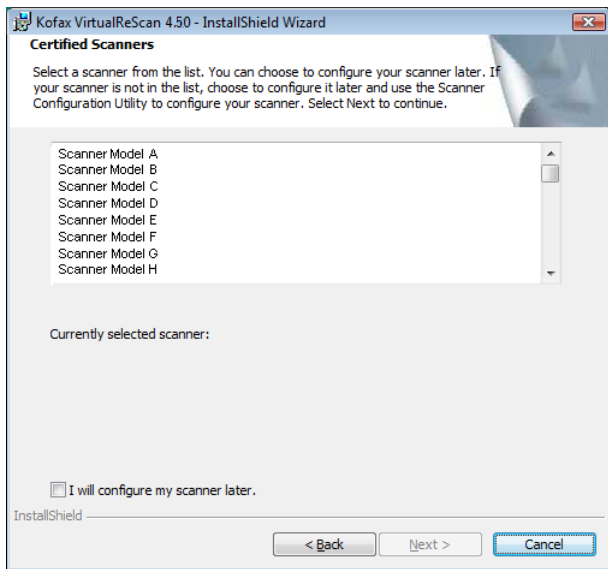 Kofax VirtualReScan 4.50 - InstallShield Wizard
Certified Scanners
Select a scanner from the list. You can choose to configure your scanner later. If
your scanner is not in the list, choose to configure it later and use the Scanner
Configuration Utility to configure your scanner. Select Next to continue.
Scanner Model A
Scanner Model B
Scanner Model C
Scanner Model D
Scanner Model E
Scanner Model F
Scanner Model G
Scanner Model H
Currently selected scanner:
I will configure my scanner later.
InstallShield
< Back Next > Cancel